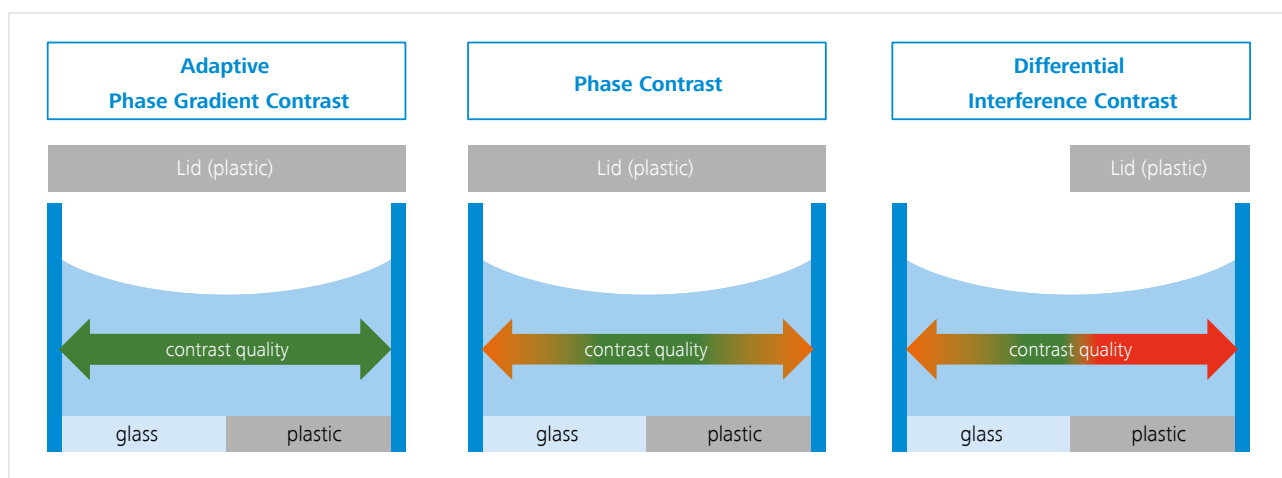 Adaptive
Phase Gradient Contrast
Phase Contrast
Differential
Interference Contrast
Lid (plastic)
Lid (plastic)
Lid (plastic)
contrast quality
contrast quality
contrast quality
glass
plastic
glass
plastic
glass
plastic